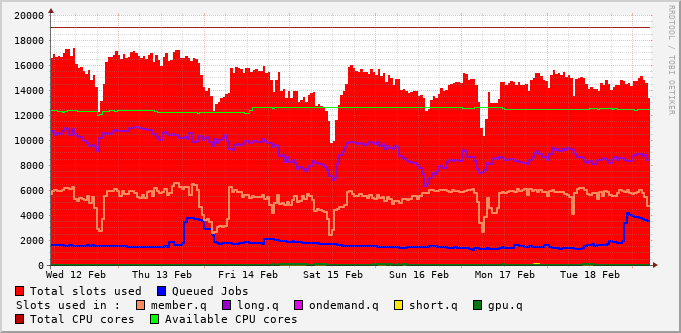 20000
18000
16000
14000
12000
10000
8000
6000
4000
2000
0
Wed 12 Feb Thu 13 Feb Fri 14 Feb Sat 15 Feb Sun 16 Feb Mon 17 Feb Tue 18 Feb
Total slots used Queued Jobs
Slots used in : member.q long.q ondemand.q short.q gpu.q
Total CPU cores Available CPU cores
RRDTOOL / TOBI OETIKER